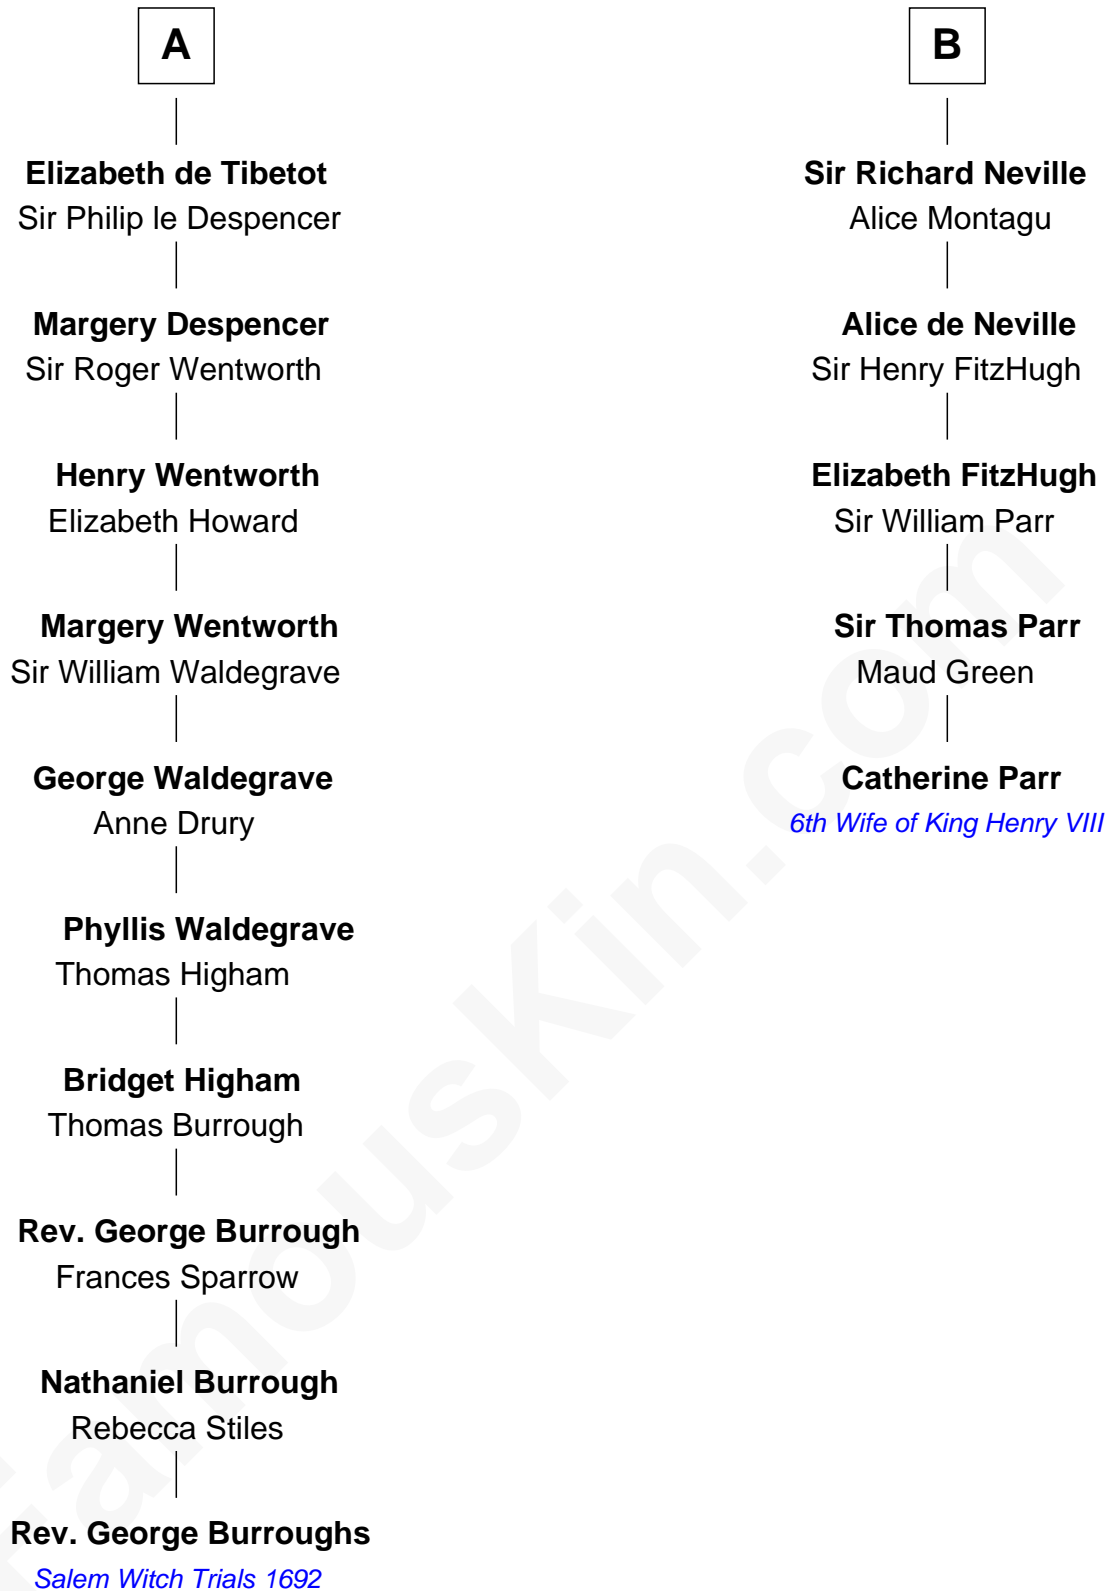 A
Elizabeth de Tibetot
Sir Philip le Despencer
Margery Despencer
Sir Roger Wentworth
Henry Wentworth
Elizabeth Howard
Margery Wentworth
Sir William Waldegrave
George Waldegrave
Anne Drury
Phyllis Waldegrave
Thomas Higham
Bridget Higham
Thomas Burrough
Rev. George Burrough
Frances Sparrow
Nathaniel Burrough
Rebecca Stiles
Rev. George Burroughs
Salem Witch Trials 1692
B
Sir Richard Neville
Alice Montagu
Alice de Neville
Sir Henry FitzHugh
Elizabeth FitzHugh
Sir William Parr
Sir Thomas Parr
Maud Green
Catherine Parr
6th Wife of King Henry VIII
FamousKin.com